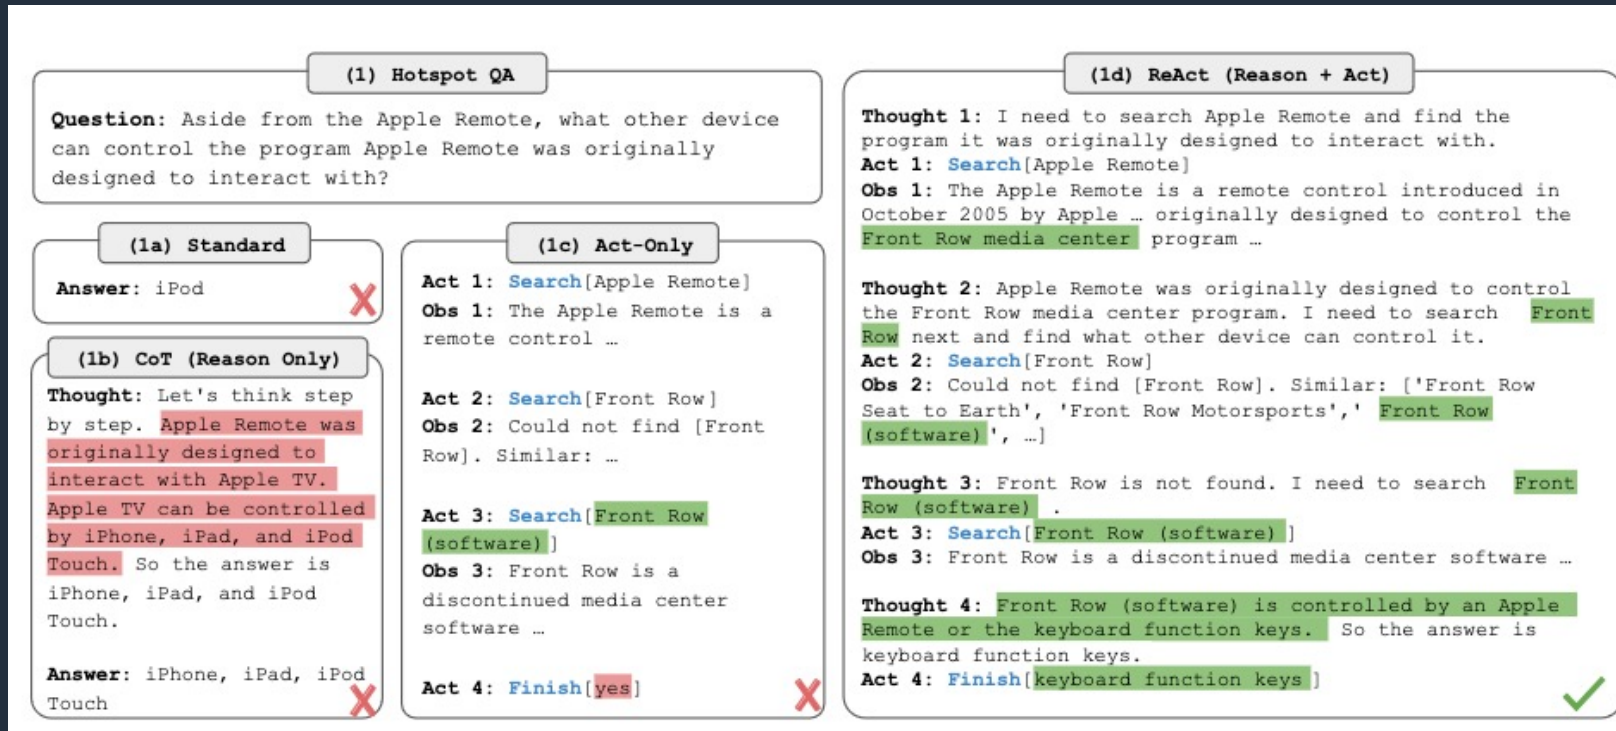 (1) Hotspot QA
Question: Aside from the Apple Remote, what other device
can control the program Apple Remote was originally
designed to interact with?
(1a) Standard
Answer: iPod
(1b) CoT (Reason Only)
Thought: Let's think step
by step. Apple Remote was
originally designed to
interact with Apple TV.
Apple TV can be controlled
by iPhone, iPad, and iPod
Touch. So the answer is
iPhone, iPad, and iPod
Touch.
Answer: iPhone, iPad, iPod
Touch
(1c) Act-Only
Act 1: Search[Apple Remote]
Obs 1: The Apple Remote is a
remote control …
Act 2: Search[Front Row]
Obs 2: Could not find [Front
Row]. Similar: …
Act 3: Search[Front Row
(software)]
Obs 3: Front Row is a
discontinued media center
software …
Act 4: Finish[yes]
(1d) ReAct (Reason + Act)
Thought 1: I need to search Apple Remote and find the
program it was originally designed to interact with.
Act 1: Search[Apple Remote]
Obs 1: The Apple Remote is a remote control introduced in
October 2005 by Apple … originally designed to control the
Front Row media center program …
Thought 2: Apple Remote was originally designed to control
the Front Row media center program. I need to search Front
Row next and find what other device can control it.
Act 2: Search[Front Row]
Obs 2: Could not find [Front Row]. Similar: ['Front Row
Seat to Earth', 'Front Row Motorsports',' Front Row
(software)', …]
Thought 3: Front Row is not found. I need to search Front
Row (software) .
Act 3: Search[Front Row (software)]
Obs 3: Front Row is a discontinued media center software …
Thought 4: Front Row (software) is controlled by an Apple
Remote or the keyboard function keys. So the answer is
keyboard function keys.
Act 4: Finish[keyboard function keys]